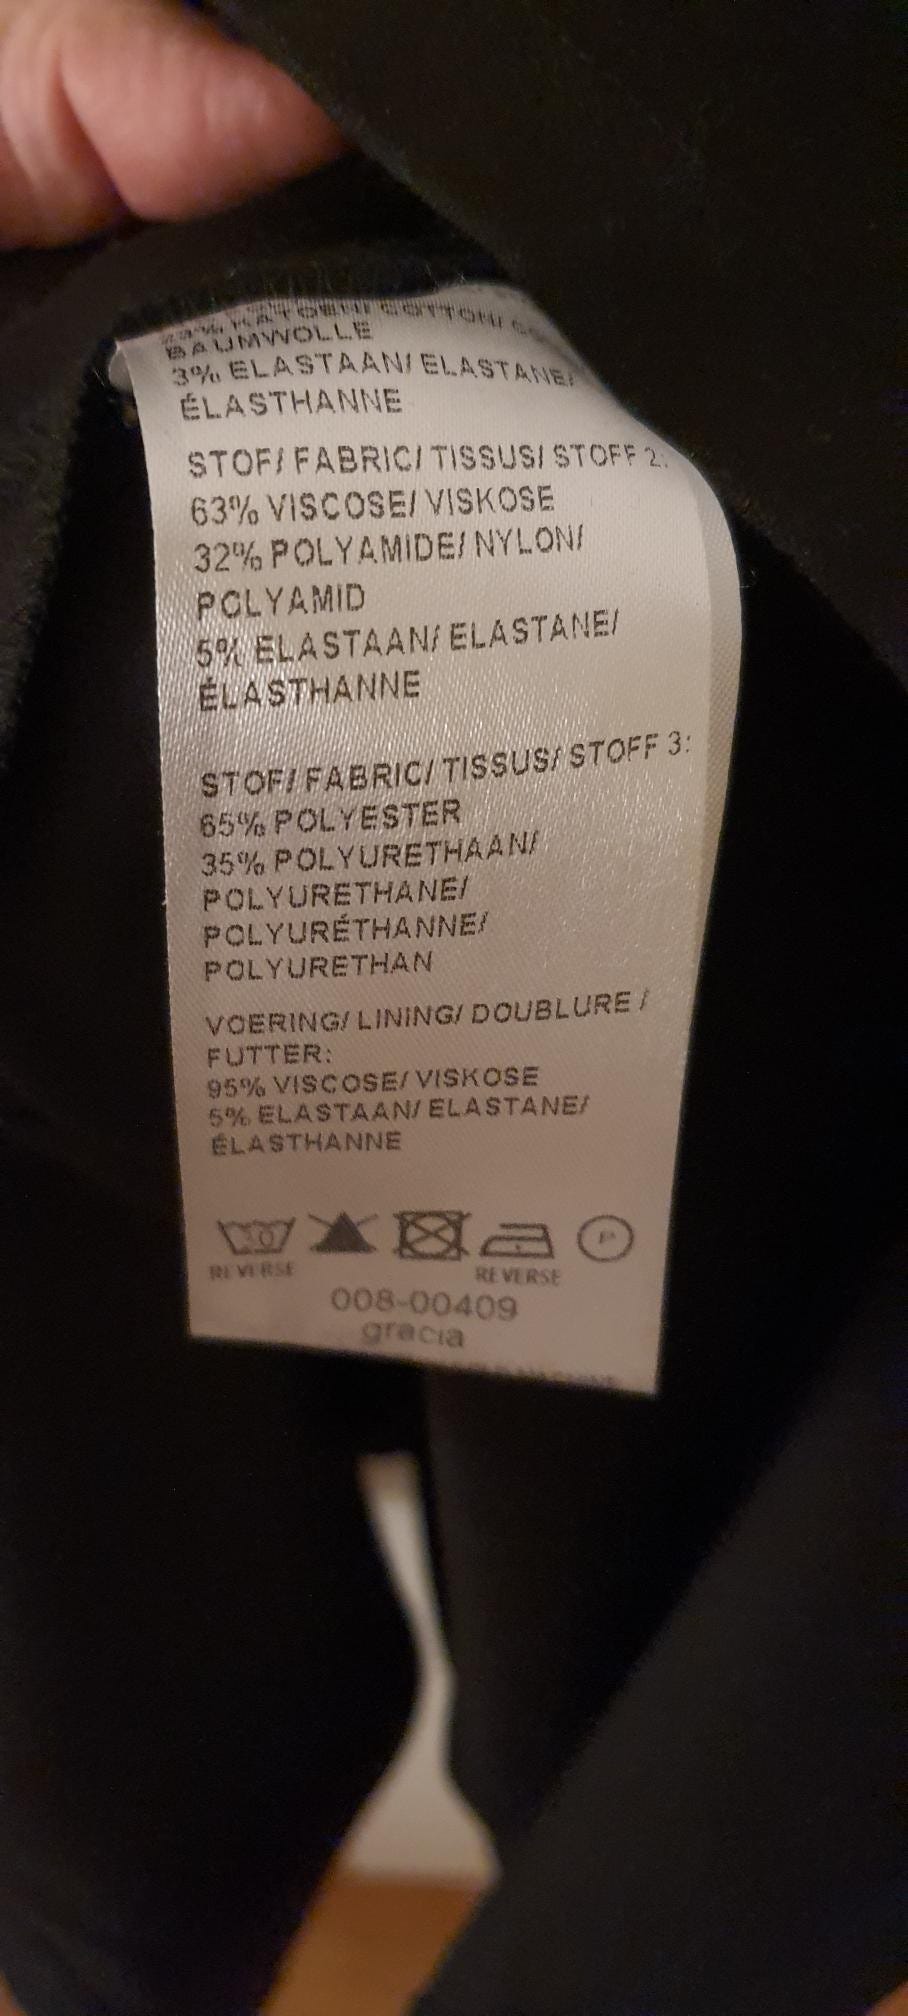 KATOEN/ COTTON/
BAUMWOLLE
3% ELASTAAN/ ELASTANE/
ÉLASTHANNE
STOF/ FABRIC/ TISSUS/ STOFF 2:
63% VISCOSE/ VISKOSE
32% POLYAMIDE/ NYLON/
POLYAMID
5% ELASTAAN/ ELASTANE/
ÉLASTHANNE
STOF/ FABRIC/ TISSUS/ STOFF 3:
65% POLYESTER
35% POLYURETHAAN/
POLYURETHANE/
POLYURÉTHANNE/
POLYURETHAN
VOERING/ LINING/ DOUBLURE /
FUTTER:
95% VISCOSE/ VISKOSE
5% ELASTAAN/ ELASTANE/
ÉLASTHANNE
30 P
REVERSE REVERSE
008-00409
gracia